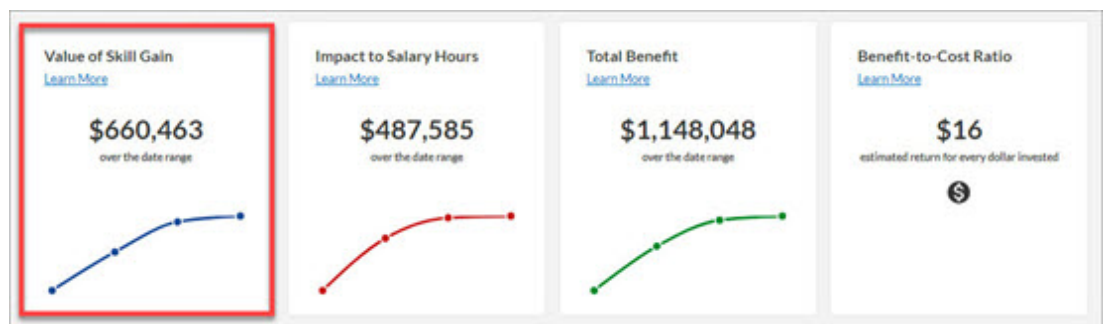 Value of Skill Gain
Learn More
$660,463
over the date range
Impact to Salary Hours
Learn More
$487,585
over the date range
Total Benefit
Learn More
$1,148,048
over the date range
Benefit-to-Cost Ratio
Learn More
$16
estimated return for every dollar invested
$